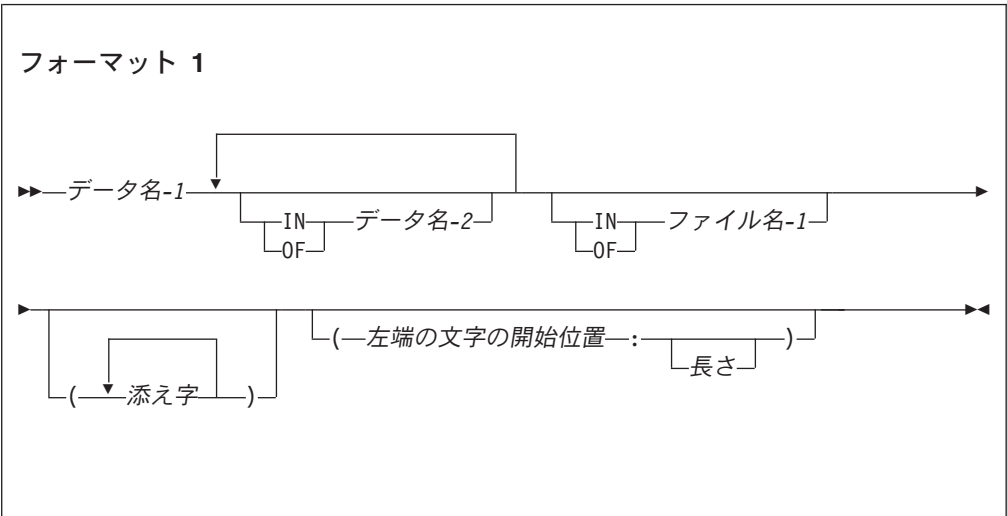 フォーマット 1
データ名-1
IN データ名-2 IN ファイル名-1
OF OF
( 左端の文字の開始位置 : )
長さ
( 添え字 )